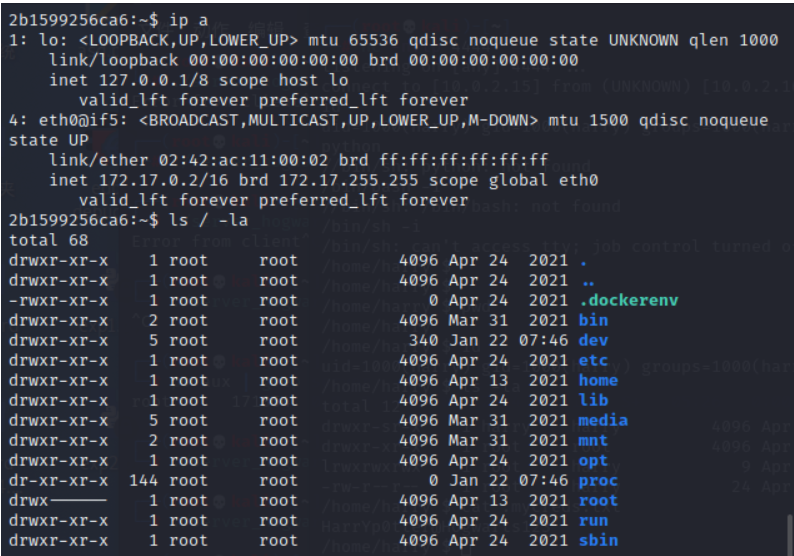 2b1599256ca6:~$ ip a
1: lo: <LOOPBACK,UP,LOWER_UP> mtu 65536 qdisc noqueue state UNKNOWN qlen 1000
    link/loopback 00:00:00:00:00:00 brd 00:00:00:00:00:00
    inet 127.0.0.1/8 scope host lo
       valid_lft forever preferred_lft forever
4: eth0@if5: <BROADCAST,MULTICAST,UP,LOWER_UP,M-DOWN> mtu 1500 qdisc noqueue
state UP
    link/ether 02:42:ac:11:00:02 brd ff:ff:ff:ff:ff:ff
    inet 172.17.0.2/16 brd 172.17.255.255 scope global eth0
       valid_lft forever preferred_lft forever
2b1599256ca6:~$ ls / -la
total 68
drwxr-xr-x    1 root     root          4096 Apr 24  2021 .
drwxr-xr-x    1 root     root          4096 Apr 24  2021 ..
-rwxr-xr-x    1 root     root             0 Apr 24  2021 .dockerenv
drwxr-xr-x    2 root     root          4096 Mar 31  2021 bin
drwxr-xr-x    5 root     root           340 Jan 22 07:46 dev
drwxr-xr-x    1 root     root          4096 Apr 24  2021 etc
drwxr-xr-x    1 root     root          4096 Apr 13  2021 home
drwxr-xr-x    1 root     root          4096 Apr 24  2021 lib
drwxr-xr-x    5 root     root          4096 Mar 31  2021 media
drwxr-xr-x    2 root     root          4096 Mar 31  2021 mnt
drwxr-xr-x    1 root     root          4096 Apr 24  2021 opt
dr-xr-xr-x  144 root     root             0 Jan 22 07:46 proc
drwx------    1 root     root          4096 Apr 13  2021 root
drwxr-xr-x    1 root     root          4096 Apr 24  2021 run
drwxr-xr-x    1 root     root          4096 Apr 24  2021 sbin